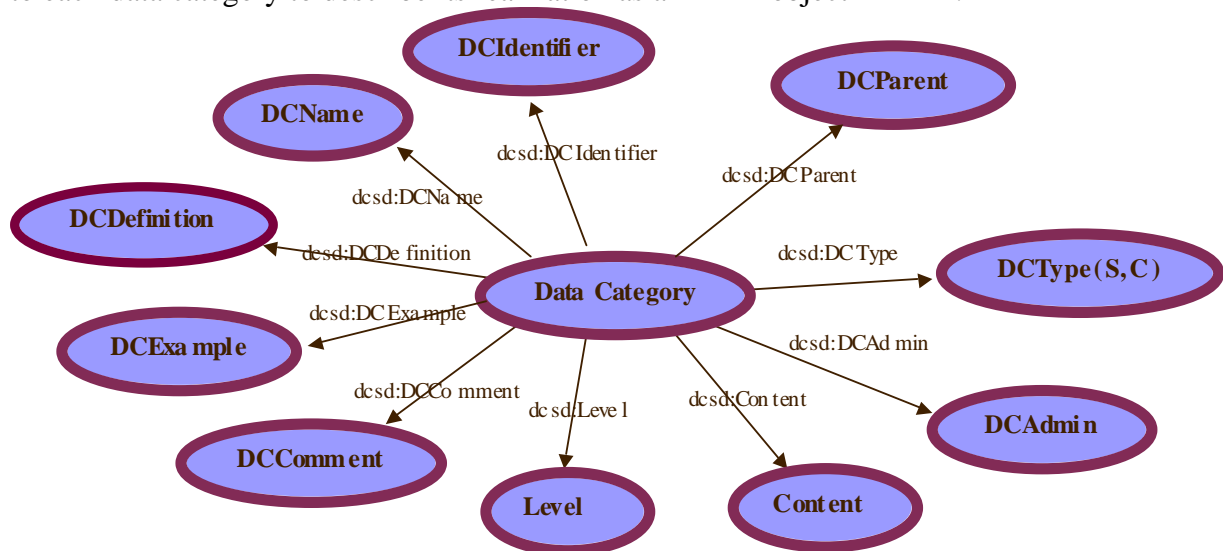 DCIdentifier
DCParent
DCName
dcsd:DCIdentifier
dcsd:DCParent
dcsd:DCName
DCDefinition
dcsd:DCDefinition
dcsd:DCType
DCType(S,C)
Data Category
dcsd:DCExample
DCExample
dcsd:DCAdmin
dcsd:DCComment
dcsd:Level
dcsd:Content
DCAdmin
DCComment
Level
Content